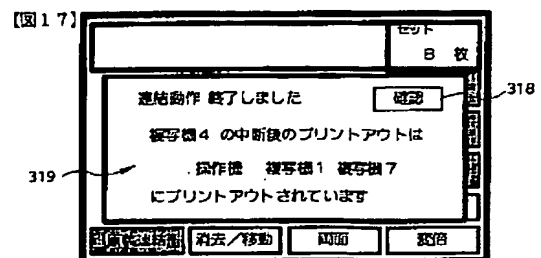 【図17】
セット
8 枚
連結動作 終了しました
確認
318
複写機4 の中断後のプリントアウトは
操作機 複写機1 複写機7
319
にプリントアウトされています
消去/移動
両面
変倍